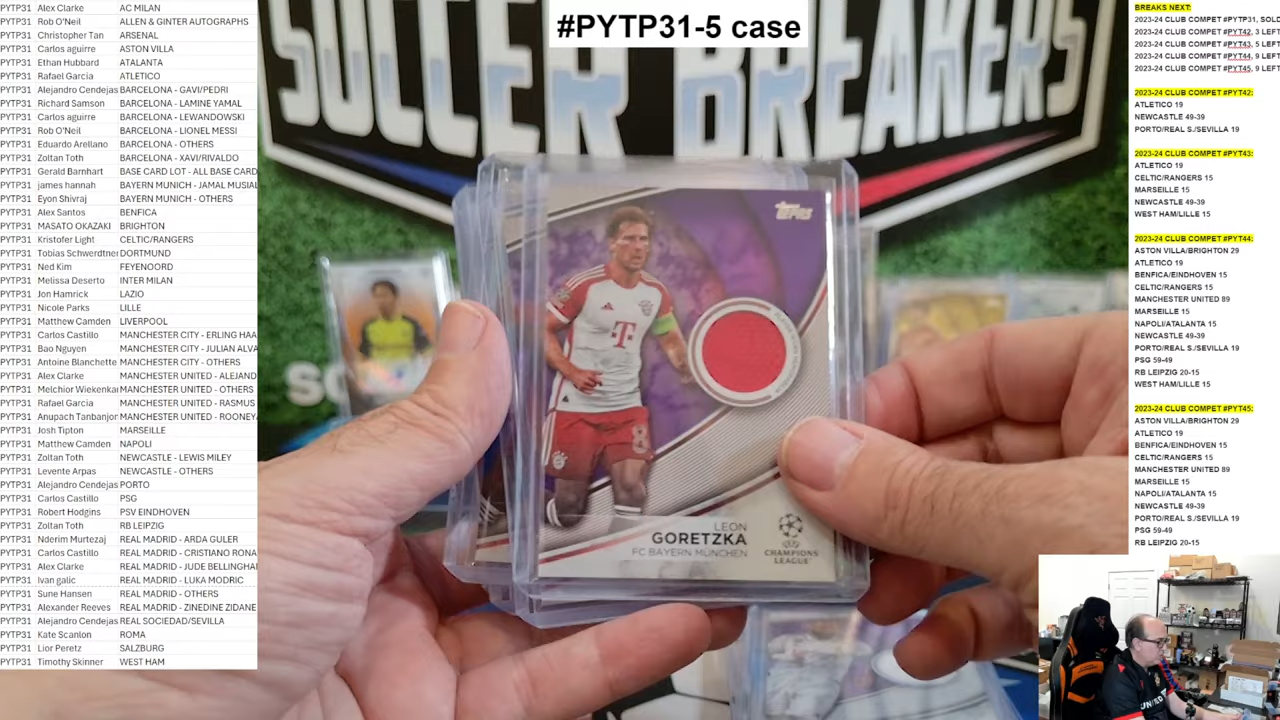 #PYTP31-5 case
PYTP31 Alex Clarke AC MILAN
PYTP31 Rob O'Neil ALLEN & GINTER AUTOGRAPHS
PYTP31 Christopher Tan ARSENAL
PYTP31 Carlos aguirre ASTON VILLA
PYTP31 Ethan Hubbard ATALANTA
PYTP31 Rafael Garcia ATLETICO
PYTP31 Alejandro Cendejas BARCELONA - GAVI/PEDRI
PYTP31 Richard Samson BARCELONA - LAMINE YAMAL
PYTP31 Carlos aguirre BARCELONA - LEWANDOWSKI
PYTP31 Rob O'Neil BARCELONA - LIONEL MESSI
PYTP31 Eduardo Arellano BARCELONA - OTHERS
PYTP31 Zoltan Toth BARCELONA - XAVI/RIVALDO
PYTP31 Gerald Barnhart BASE CARD LOT - ALL BASE CARD
PYTP31 james hannah BAYERN MUNICH - JAMAL MUSIAL
PYTP31 Eyon Shivraj BAYERN MUNICH - OTHERS
PYTP31 Alex Santos BENFICA
PYTP31 MASATO OKAZAKI BRIGHTON
PYTP31 Kristofer Light CELTIC/RANGERS
PYTP31 Tobias Schwerdtner DORTMUND
PYTP31 Ned Kim FEYENOORD
PYTP31 Melissa Deserto INTER MILAN
PYTP31 Jon Hamrick LAZIO
PYTP31 Nicole Parks LILLE
PYTP31 Matthew Camden LIVERPOOL
PYTP31 Carlos Castillo MANCHESTER CITY - ERLING HAA
PYTP31 Bao Nguyen MANCHESTER CITY - JULIAN ALVA
PYTP31 Antoine Blanchette MANCHESTER CITY - OTHERS
PYTP31 Alex Clarke MANCHESTER UNITED - ALEJAND
PYTP31 Melchior Wiekenka MANCHESTER UNITED - OTHERS
PYTP31 Rafael Garcia MANCHESTER UNITED - RASMUS
PYTP31 Anupach Tanbanjor MANCHESTER UNITED - ROONEY
PYTP31 Josh Tipton MARSEILLE
PYTP31 Matthew Camden NAPOLI
PYTP31 Zoltan Toth NEWCASTLE - LEWIS MILEY
PYTP31 Levente Arpas NEWCASTLE - OTHERS
PYTP31 Alejandro Cendejas PORTO
PYTP31 Carlos Castillo PSG
PYTP31 Robert Hodgins PSV EINDHOVEN
PYTP31 Zoltan Toth RB LEIPZIG
PYTP31 Nderim Murtezaj REAL MADRID - ARDA GULER
PYTP31 Carlos Castillo REAL MADRID - CRISTIANO RONA
PYTP31 Alex Clarke REAL MADRID - JUDE BELLINGHA
PYTP31 Ivan galic REAL MADRID - LUKA MODRIC
PYTP31 Sune Hansen REAL MADRID - OTHERS
PYTP31 Alexander Reeves REAL MADRID - ZINEDINE ZIDANE
PYTP31 Alejandro Cendejas REAL SOCIEDAD/SEVILLA
PYTP31 Kate Scanlon ROMA
PYTP31 Lior Peretz SALZBURG
PYTP31 Timothy Skinner WEST HAM
SOCCER BREAKERS
topps
T
8
LEON
GORETZKA
FC BAYERN MÜNCHEN
CHAMPIONS
LEAGUE
BREAKS NEXT:
2023-24 CLUB COMPET #PYTP31, SOLD
2023-24 CLUB COMPET #PYT42, 3 LEFT
2023-24 CLUB COMPET #PYT43, 5 LEFT
2023-24 CLUB COMPET #PYT44, 9 LEFT
2023-24 CLUB COMPET #PYT45, 9 LEFT
2023-24 CLUB COMPET #PYT42:
ATLETICO 19
NEWCASTLE 49-39
PORTO/REAL S./SEVILLA 19
2023-24 CLUB COMPET #PYT43:
ATLETICO 19
CELTIC/RANGERS 15
MARSEILLE 15
NEWCASTLE 49-39
WEST HAM/LILLE 15
2023-24 CLUB COMPET #PYT44:
ASTON VILLA/BRIGHTON 29
ATLETICO 19
BENFICA/EINDHOVEN 15
CELTIC/RANGERS 15
MANCHESTER UNITED 89
MARSEILLE 15
NAPOLI/ATALANTA 15
NEWCASTLE 49-39
PORTO/REAL S./SEVILLA 19
PSG 59-49
RB LEIPZIG 20-15
WEST HAM/LILLE 15
2023-24 CLUB COMPET #PYT45:
ASTON VILLA/BRIGHTON 29
ATLETICO 19
BENFICA/EINDHOVEN 15
CELTIC/RANGERS 15
MANCHESTER UNITED 89
MARSEILLE 15
NAPOLI/ATALANTA 15
NEWCASTLE 49-39
PORTO/REAL S./SEVILLA 19
PSG 59-49
RB LEIPZIG 20-15